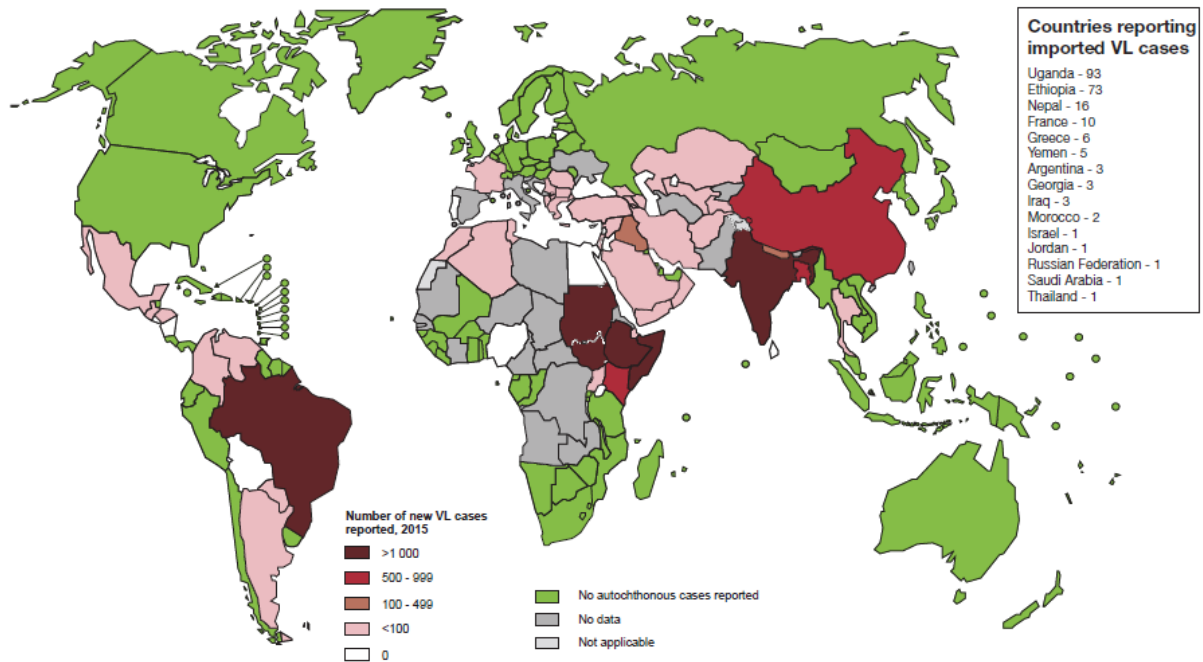 Countries reporting
imported VL cases
Uganda - 93
Ethiopia - 73
Nepal - 16
France - 10
Greece - 6
Yemen - 5
Argentina - 3
Georgia - 3
Iraq - 3
Morocco - 2
Israel - 1
Jordan - 1
Russian Federation - 1
Saudi Arabia - 1
Thailand - 1
Number of new VL cases
reported, 2015
>1 000
500 - 999
100 - 499
<100
0
No autochthonous cases reported
No data
Not applicable